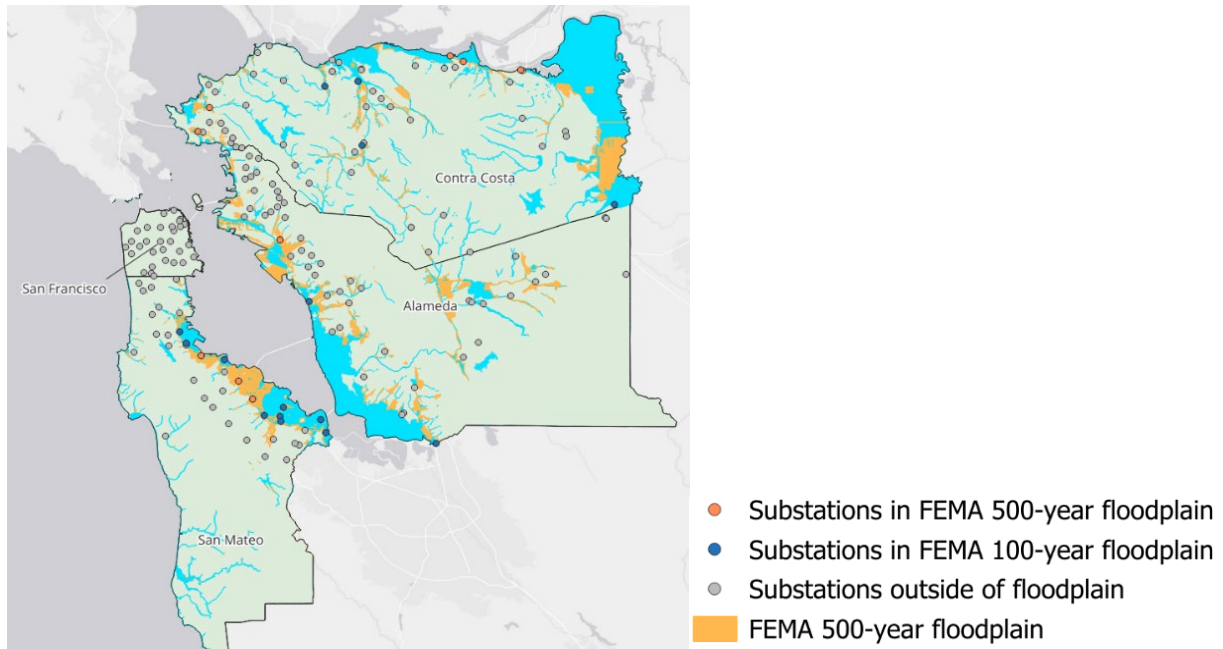 Contra Costa
San Francisco
Alameda
San Mateo
Substations in FEMA 500-year floodplain
Substations in FEMA 100-year floodplain
Substations outside of floodplain
FEMA 500-year floodplain